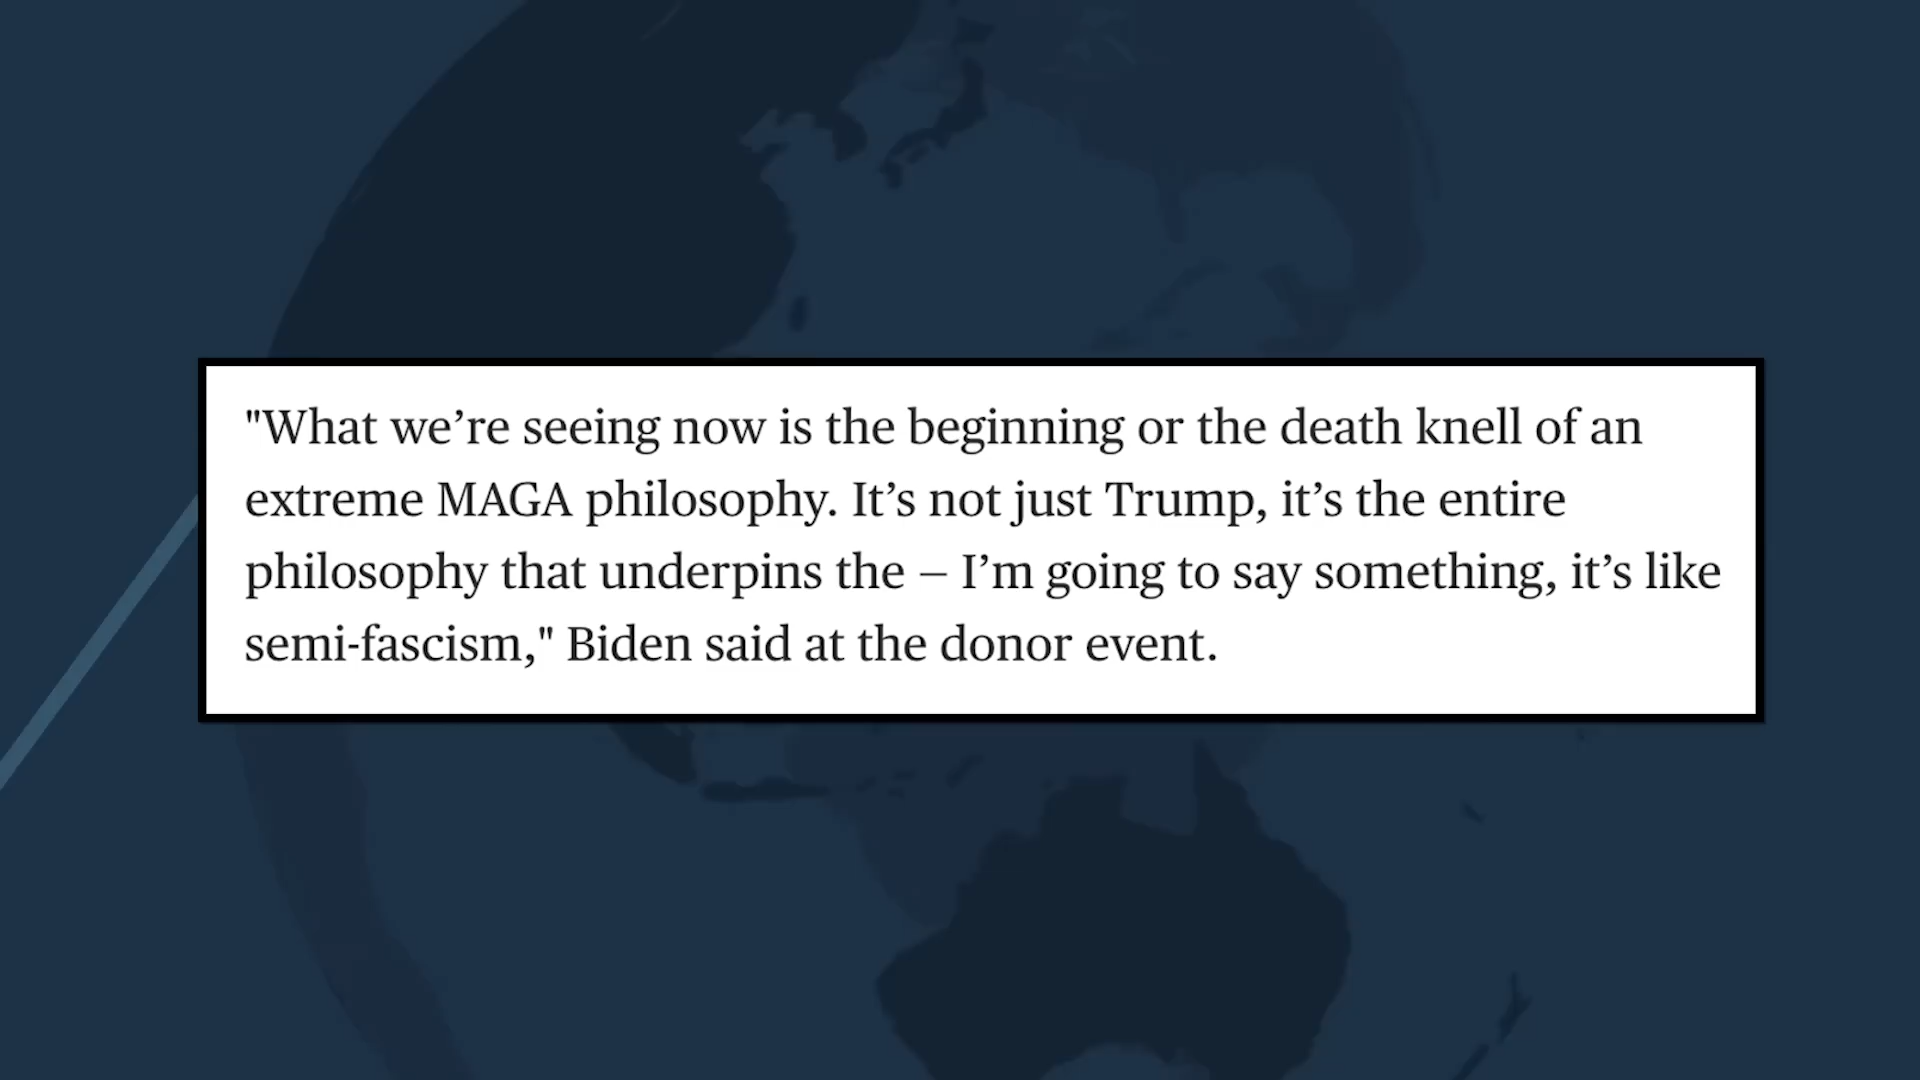 "What we’re seeing now is the beginning or the death knell of an
extreme MAGA philosophy. It’s not just Trump, it’s the entire
philosophy that underpins the – I’m going to say something, it’s like
semi-fascism," Biden said at the donor event.